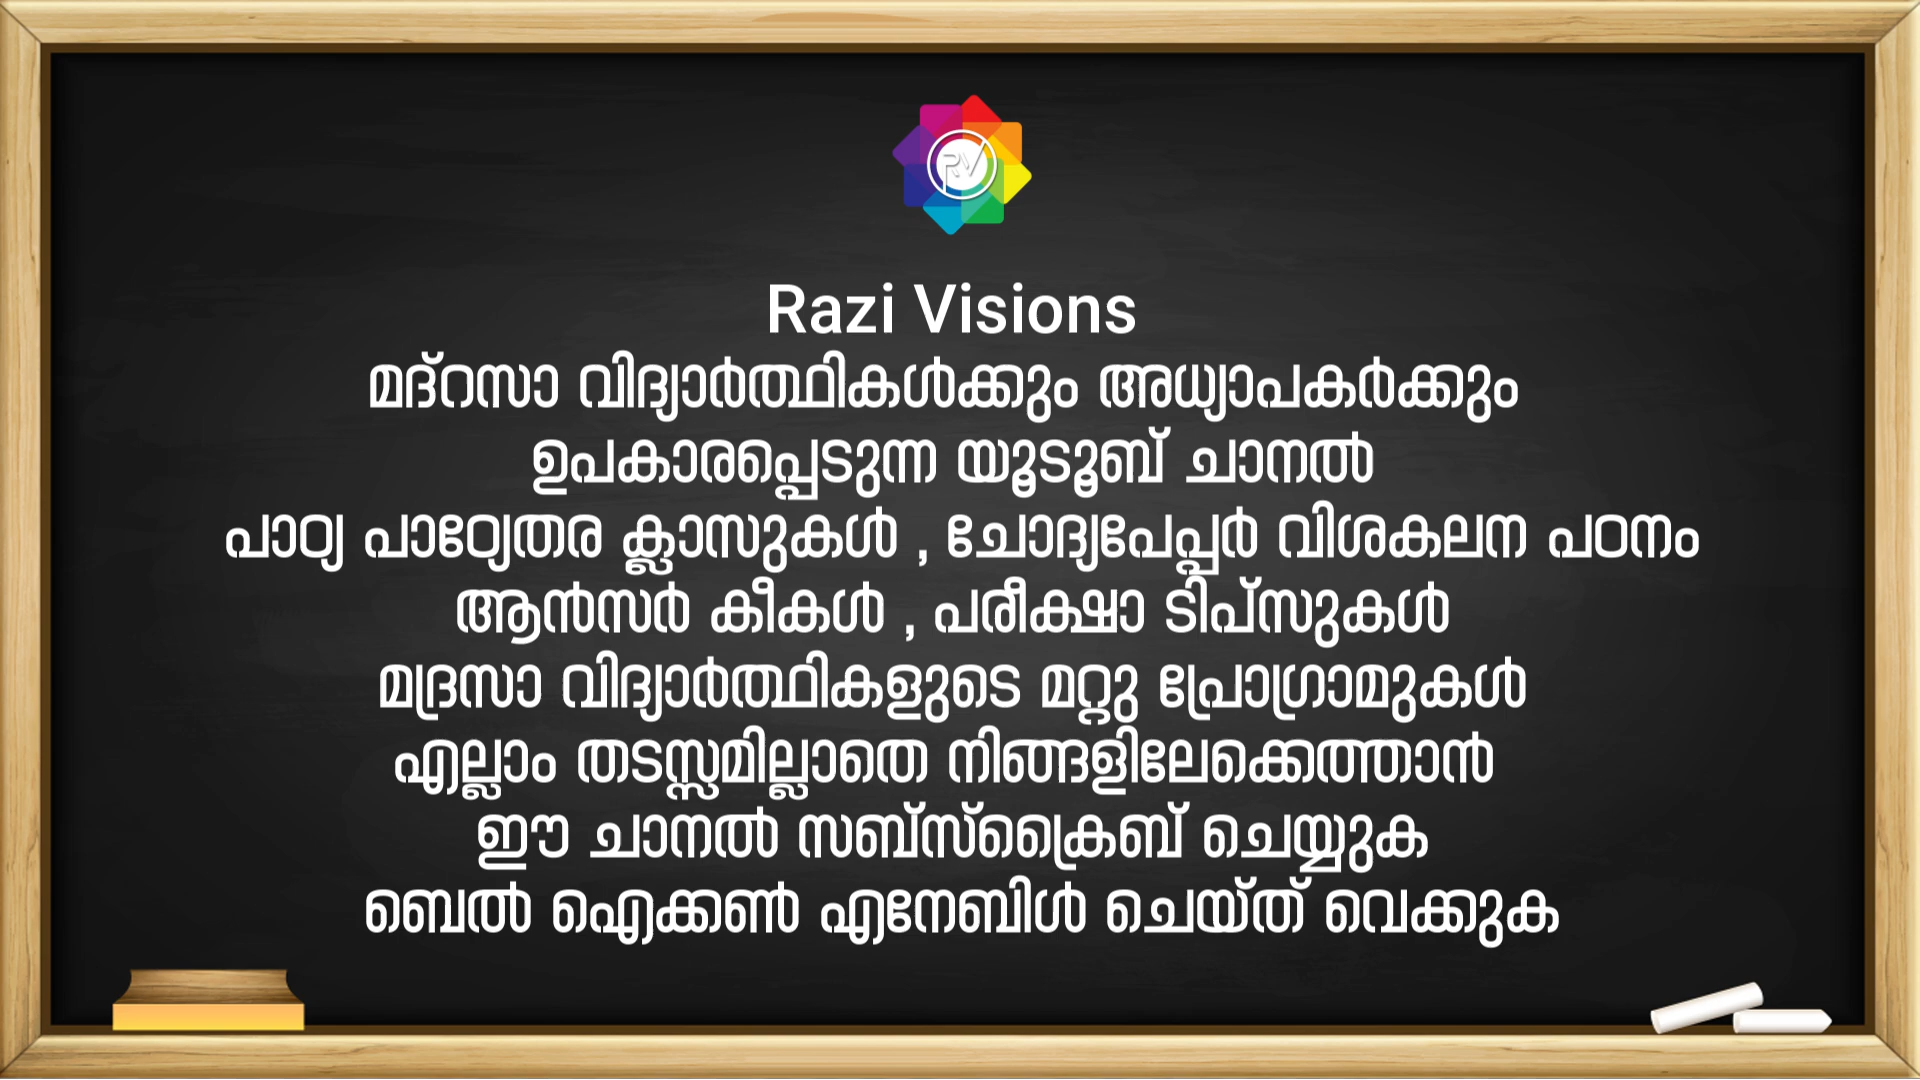 RV
Razi Visions
മദ്റസാ വിദ്യാർത്ഥികൾക്കും അധ്യാപകർക്കും
ഉപകാരപ്പെടുന്ന യൂടൂബ് ചാനൽ
പാഠ്യ പാഠ്യേതര ക്ലാസുകൾ , ചോദ്യപേപ്പർ വിശകലന പഠനം
ആൻസർ കീകൾ , പരീക്ഷാ ടിപ്സുകൾ
മദ്രസാ വിദ്യാർത്ഥികളുടെ മറ്റു പ്രോഗ്രാമുകൾ
എല്ലാം തടസ്സമില്ലാതെ നിങ്ങളിലേക്കെത്താൻ
ഈ ചാനൽ സബ്സ്ക്രൈബ് ചെയ്യുക
ബെൽ ഐക്കൺ എനേബിൾ ചെയ്ത് വെക്കുക